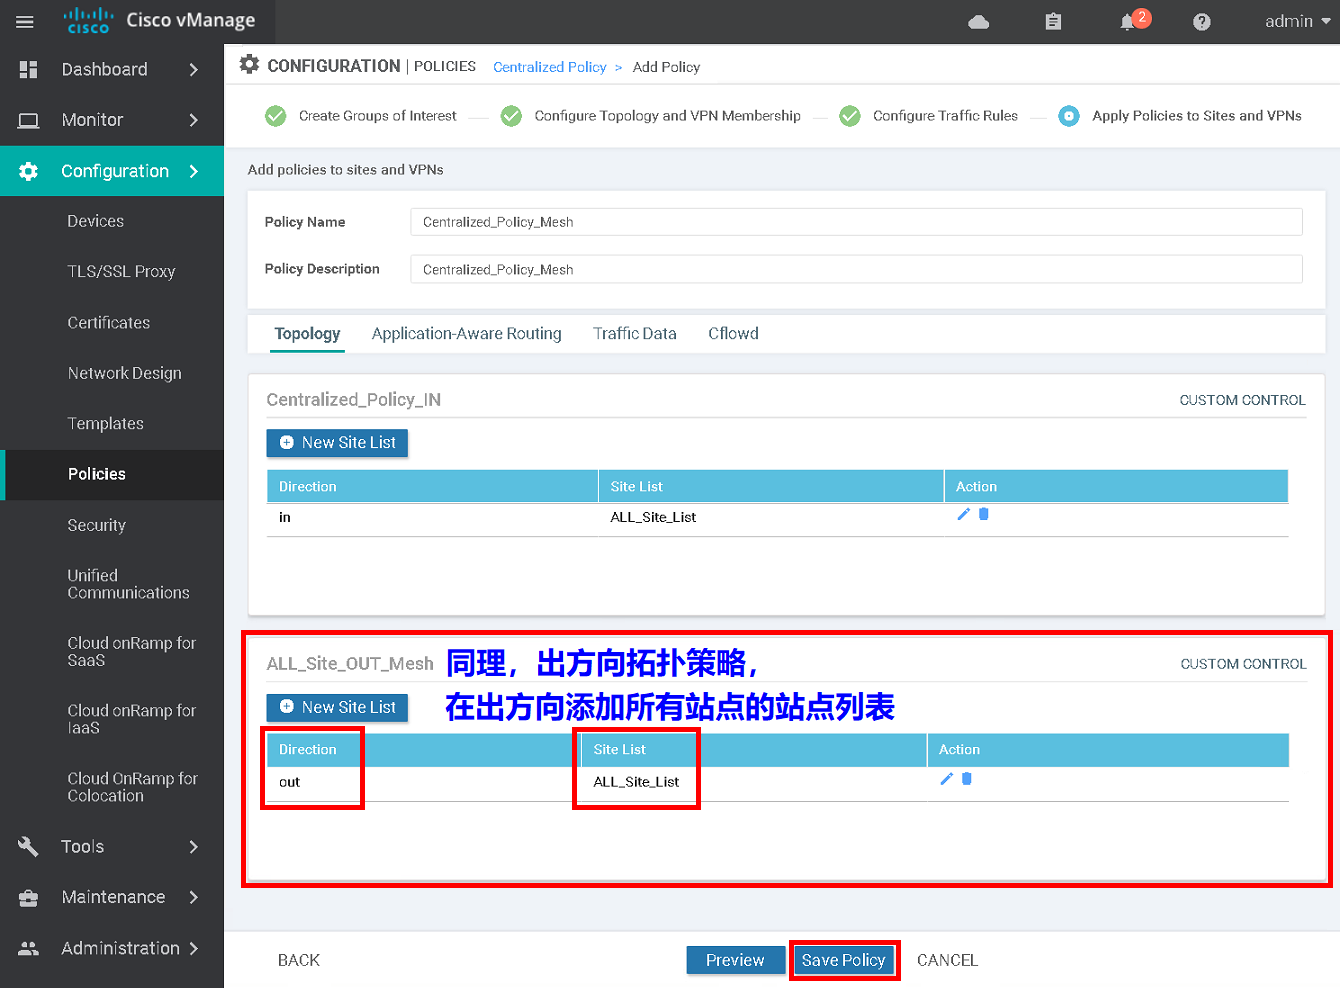 cisco Cisco vManage
2
admin
Dashboard
Monitor
Configuration
Devices
TLS/SSL Proxy
Certificates
Network Design
Templates
Policies
Security
Unified
Communications
Cloud onRamp for
SaaS
Cloud onRamp for
IaaS
Cloud OnRamp for
Colocation
Tools
Maintenance
Administration
CONFIGURATION | POLICIES Centralized Policy > Add Policy
Create Groups of Interest Configure Topology and VPN Membership Configure Traffic Rules Apply Policies to Sites and VPNs
Add policies to sites and VPNs
Policy Name Centralized_Policy_Mesh
Policy Description Centralized_Policy_Mesh
Topology Application-Aware Routing Traffic Data Cflowd
Centralized_Policy_IN CUSTOM CONTROL
New Site List
Direction Site List Action
in ALL_Site_List
ALL_Site_OUT_Mesh 同理，出方向拓扑策略， CUSTOM CONTROL
New Site List 在出方向添加所有站点的站点列表
Direction Site List Action
out ALL_Site_List
BACK Preview Save Policy CANCEL